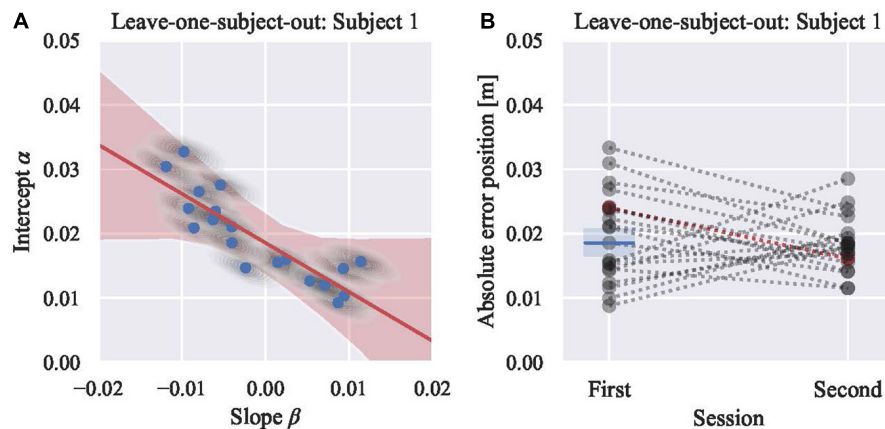 A
Leave-one-subject-out: Subject 1
Intercept α
0.05
0.04
0.03
0.02
0.01
0.00
−0.02
−0.01
0.00
0.01
0.02
Slope β
B
Leave-one-subject-out: Subject 1
Absolute error position [m]
0.05
0.04
0.03
0.02
0.01
0.00
First
Second
Session